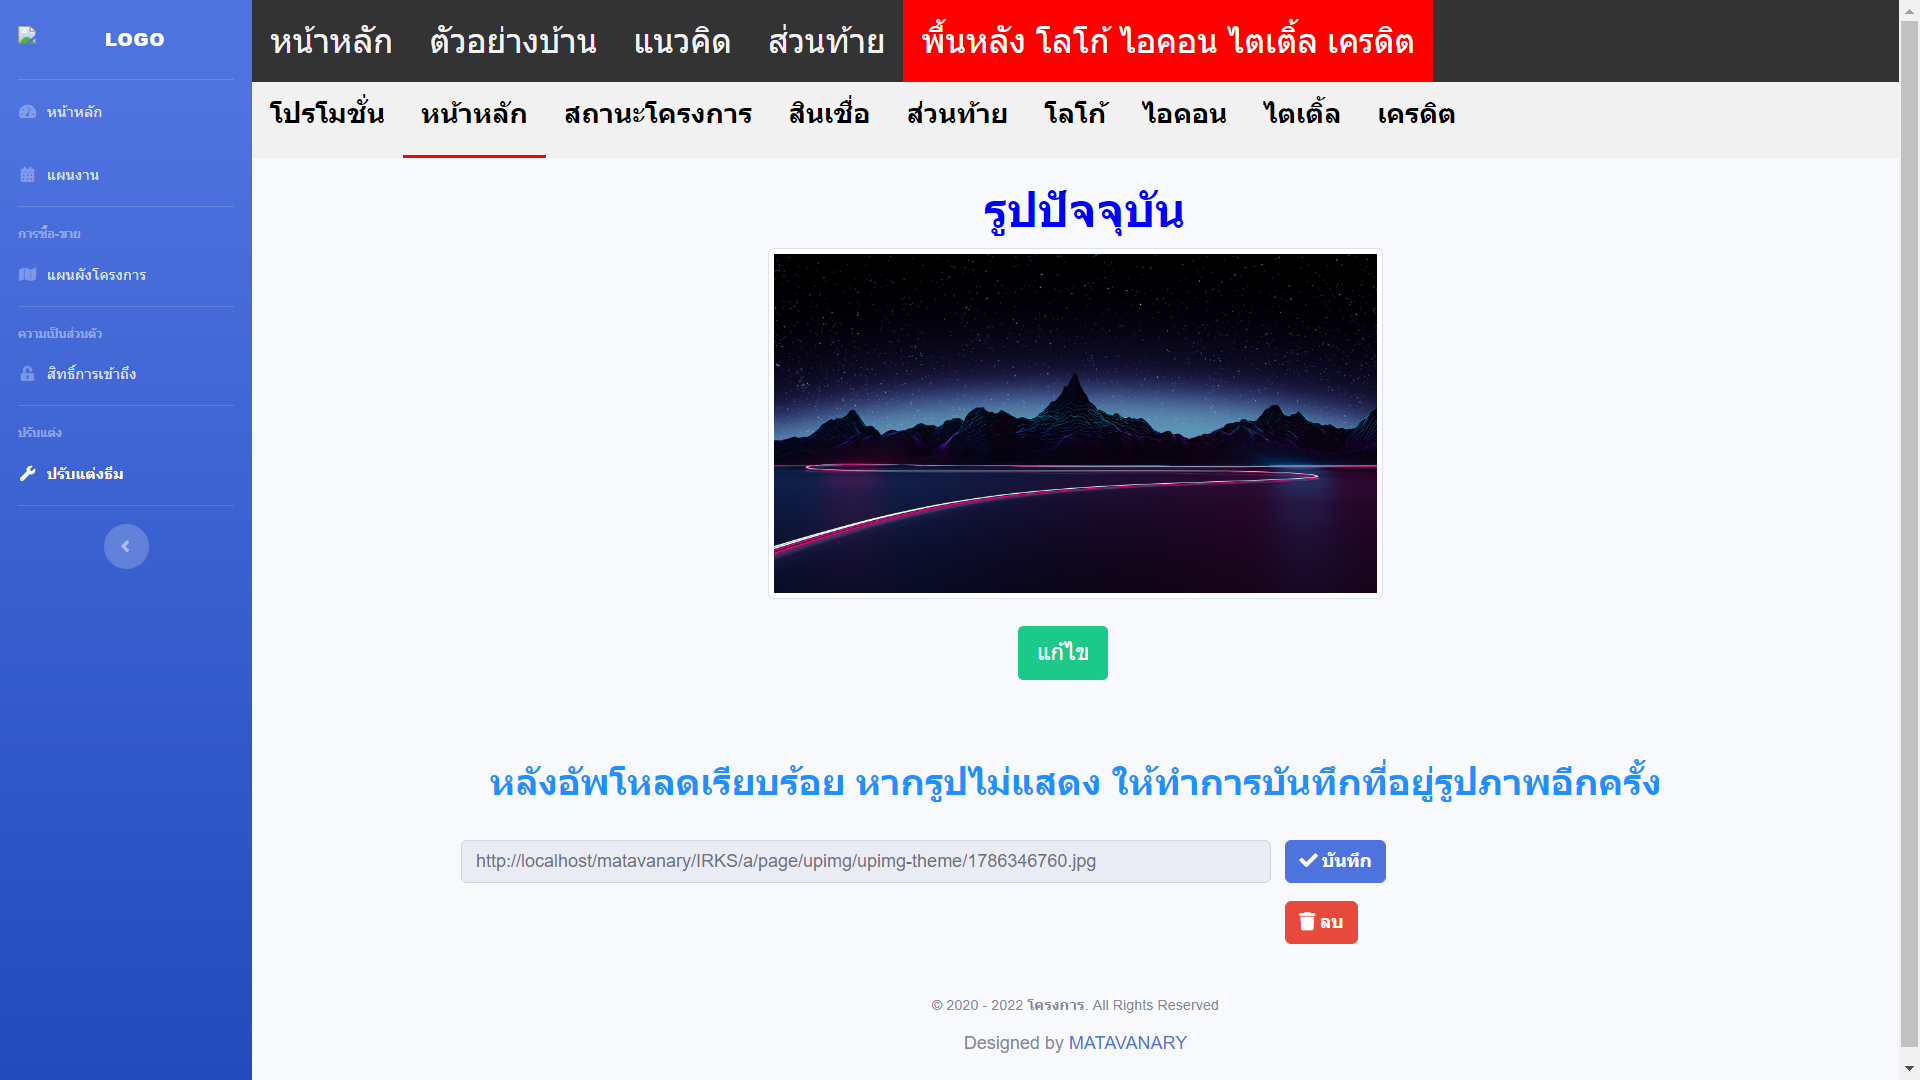 LOGO
หน้าหลัก
แผนงาน
การซื้อ-ขาย
แผนผังโครงการ
ความเป็นส่วนตัว
สิทธิ์การเข้าถึง
ปรับแต่ง
ปรับแต่งธีม
หน้าหลัก ตัวอย่างบ้าน แนวคิด ส่วนท้าย พื้นหลัง โลโก้ ไอคอน ไตเติ้ล เครดิต
โปรโมชั่น หน้าหลัก สถานะโครงการ สินเชื่อ ส่วนท้าย โลโก้ ไอคอน ไตเติ้ล เครดิต
รูปปัจจุบัน
แก้ไข
หลังอัพโหลดเรียบร้อย หากรูปไม่แสดง ให้ทำการบันทึกที่อยู่รูปภาพอีกครั้ง
http://localhost/matavanary/IRKS/a/page/upimg/upimg-theme/1786346760.jpg บันทึก
ลบ
© 2020 - 2022 โครงการ. All Rights Reserved
Designed by MATAVANARY